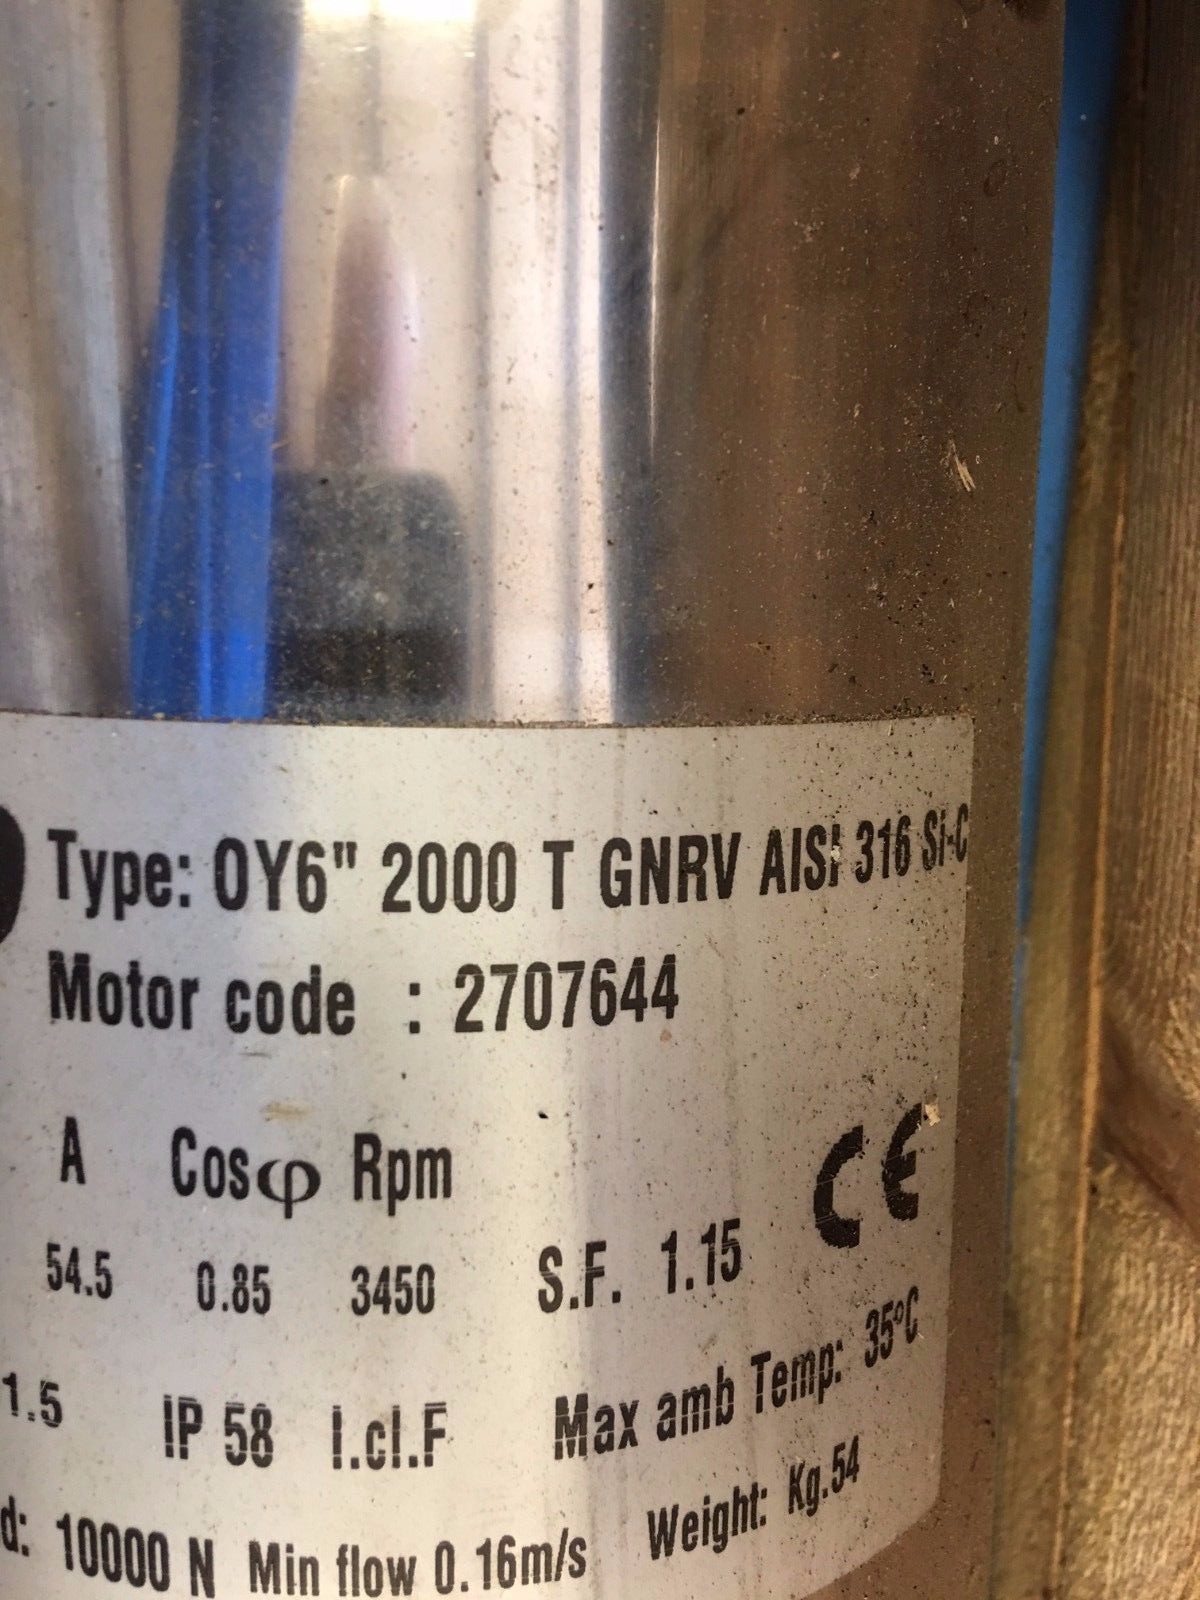 Type: OY6" 2000 T GNRV AISI 316 Si-C
Motor code : 2707644
A Cosφ Rpm
CE
54.5 0.85 3450 S.F. 1.15
1.5 IP 58 I.cl.F Max amb Temp: 35°C
d: 10000 N Min flow 0.16m/s Weight: Kg.54